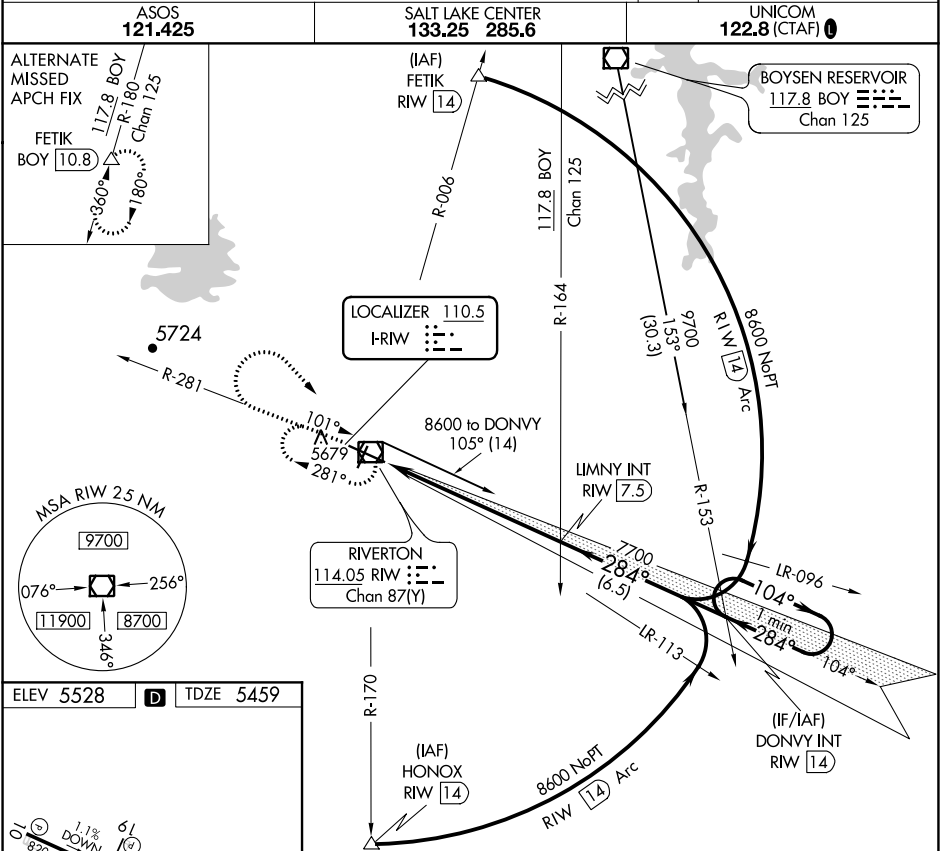 ASOS
121.425
SALT LAKE CENTER
133.25 285.6
UNICOM
122.8 (CTAF) L
ALTERNATE
MISSED
APCH FIX
117.8 BOY
R-180
Chan 125
FETIK
BOY 10.8
360°
180°
(IAF)
FETIK
RIW 14
BOYSEN RESERVOIR
117.8 BOY
Chan 125
R-006
117.8 BOY
Chan 125
R-164
9700
153°
(30.3)
8600 NoPT
RIW 14 Arc
LOCALIZER 110.5
I-RIW
5724
R-281
101°
5679
281°
8600 to DONVY
105° (14)
LIMNY INT
RIW 7.5
R-153
MSA RIW 25 NM
9700
076°
256°
11900
8700
346°
RIVERTON
114.05 RIW
Chan 87(Y)
7700
284°
(6.5)
LR-096
104°
1 min
284°
104°
LR-113
R-170
(IF/IAF)
DONVY INT
RIW 14
(IAF)
HONOX
RIW 14
8600 NoPT
RIW 14 Arc
ELEV 5528
D
TDZE 5459
10
P
1.1%
DOWN
19
P